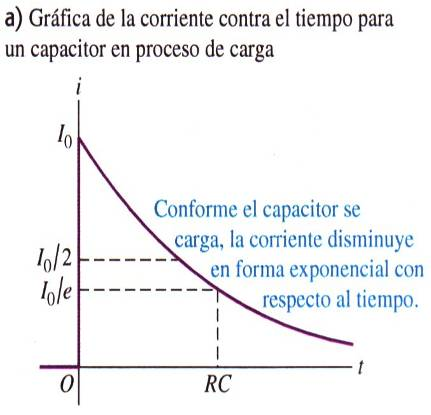 a) Gráfica de la corriente contra el tiempo para
un capacitor en proceso de carga
i
I₀
Conforme el capacitor se
carga, la corriente disminuye
I₀/2
en forma exponencial con
I₀/e
respecto al tiempo.
t
O
RC